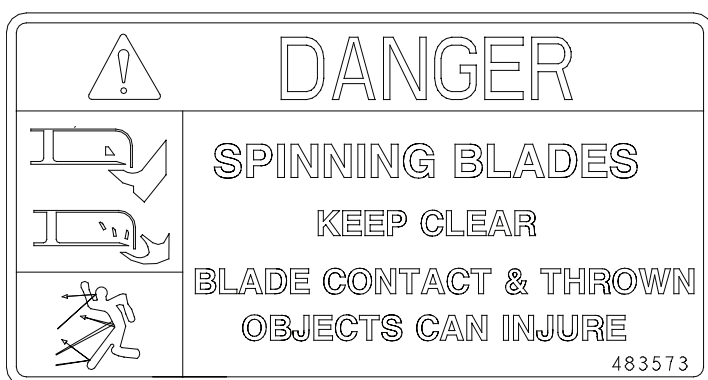 DANGER
SPINNING BLADES
KEEP CLEAR
BLADE CONTACT & THROWN
OBJECTS CAN INJURE
483573